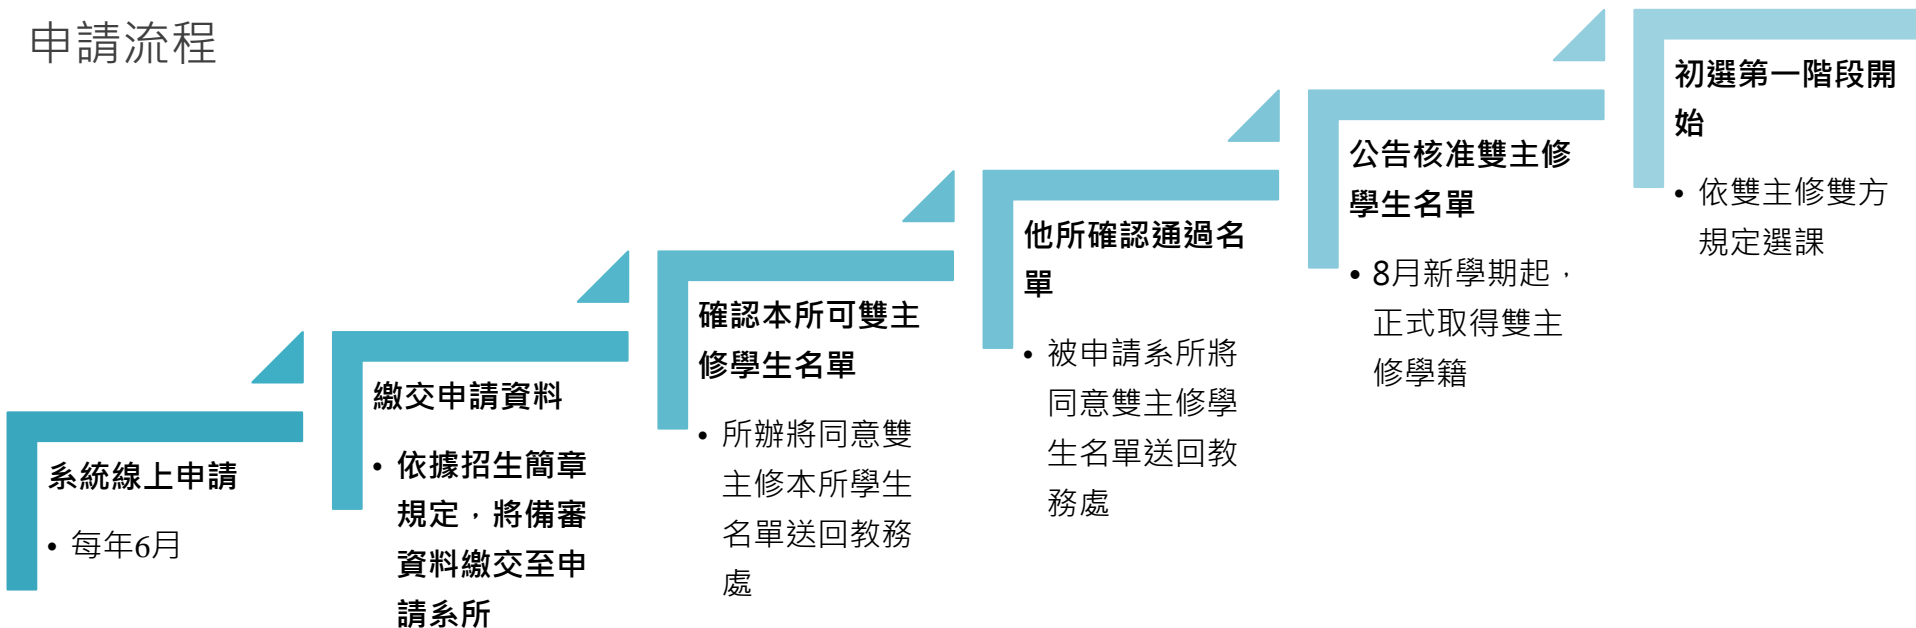 申請流程
系統線上申請
• 每年6月
繳交申請資料
• 依據招生簡章
規定，將備審
資料繳交至申
請系所
確認本所可雙主
修學生名單
• 所辦將同意雙
主修本所學生
名單送回教務
處
他所確認通過名
單
• 被申請系所將
同意雙主修學
生名單送回教
務處
公告核准雙主修
學生名單
• 8月新學期起，
正式取得雙主
修學籍
初選第一階段開
始
• 依雙主修雙方
規定選課